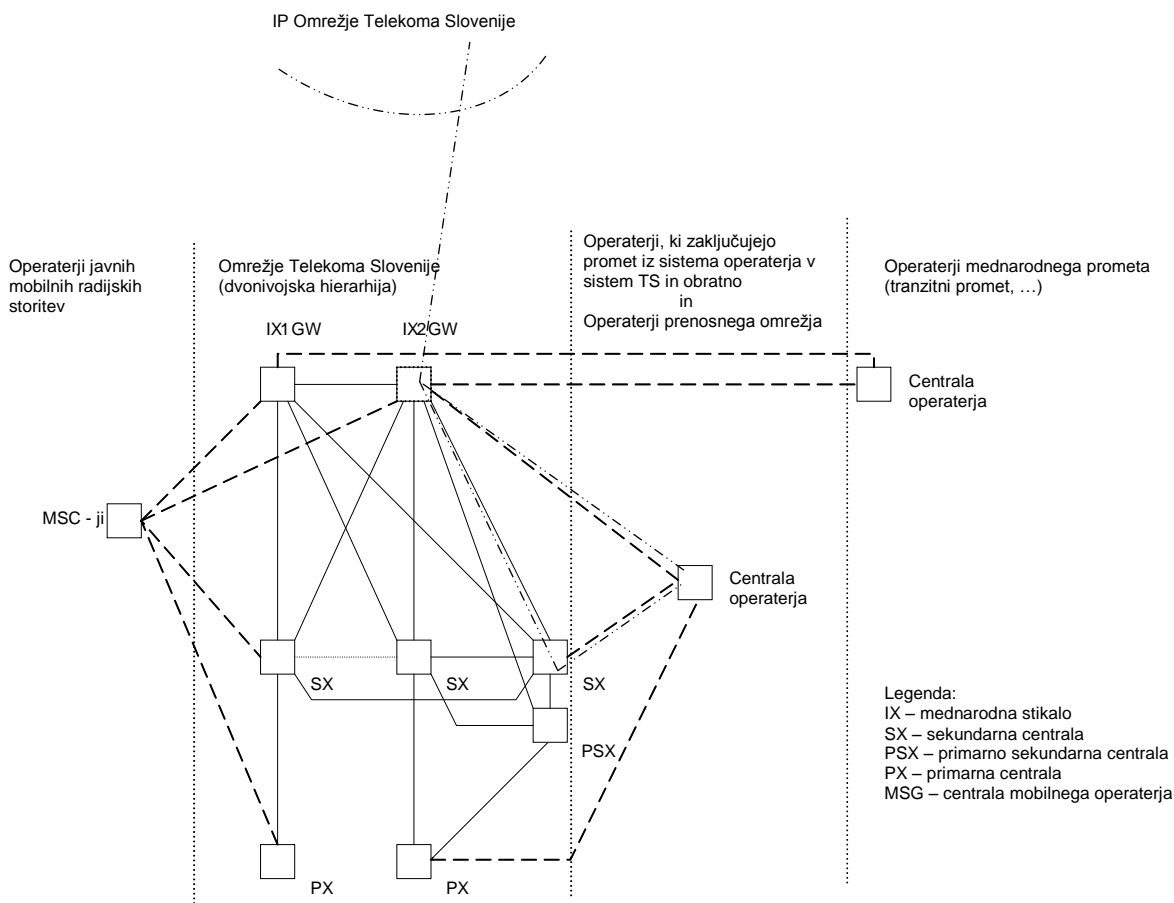 IP Omrežje Telekoma Slovenije
Operaterji javnih
mobilnih radijskih
storitev
Omrežje Telekoma Slovenije
(dvonivojska hierarhija)
Operaterji, ki zaključujejo
promet iz sistema operaterja v
sistem TS in obratno
in
Operaterji prenosnega omrežja
Operaterji mednarodnega prometa
(tranzitni promet, ...)
IX1 GW
IX2GW
Centrala
operaterja
MSC - ji
Centrala
operaterja
SX
SX
SX
PSX
PX
PX
Legenda:
IX – mednarodna stikalo
SX – sekundarna centrala
PSX – primarno sekundarna centrala
PX – primarna centrala
MSG – centrala mobilnega operaterja